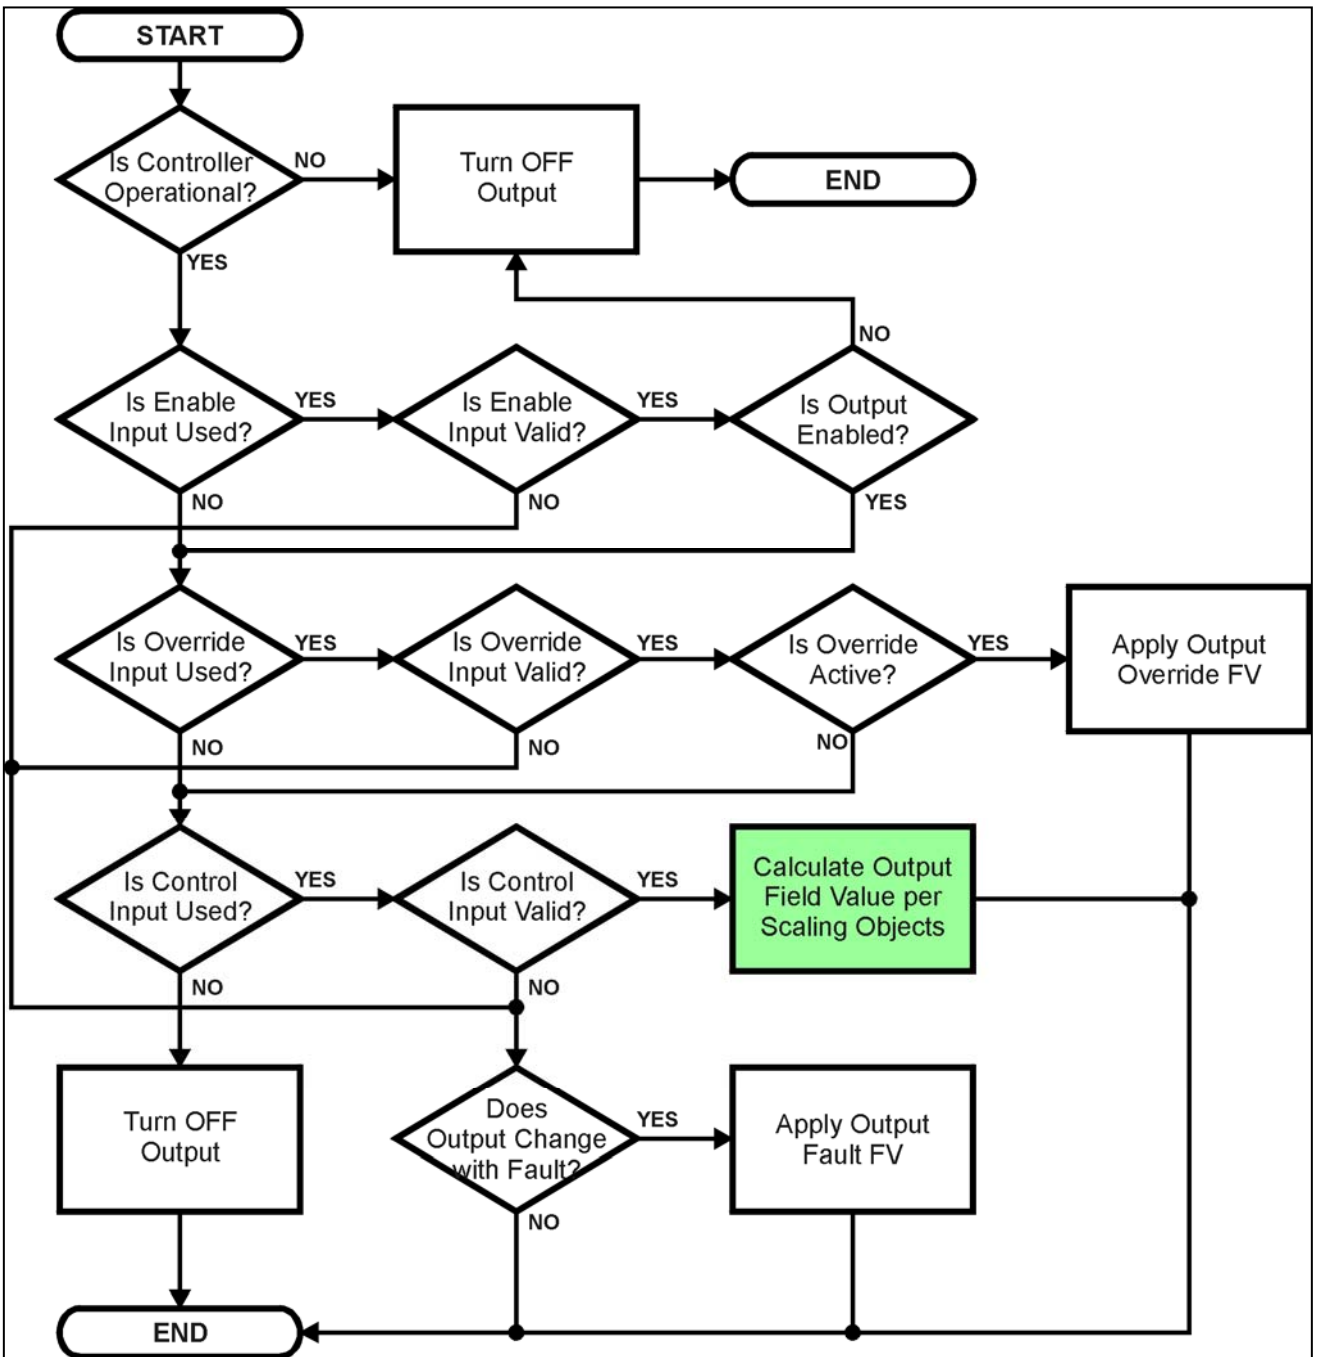 START
Is Controller
Operational?
NO
Turn OFF
Output
END
YES
NO
Is Enable
Input Used?
YES
Is Enable
Input Valid?
YES
Is Output
Enabled?
NO
NO
YES
Is Override
Input Used?
YES
Is Override
Input Valid?
YES
Is Override
Active?
YES
Apply Output
Override FV
NO
NO
NO
Is Control
Input Used?
YES
Is Control
Input Valid?
YES
Calculate Output
Field Value per
Scaling Objects
NO
NO
Turn OFF
Output
Does
Output Change
with Fault?
YES
Apply Output
Fault FV
NO
END